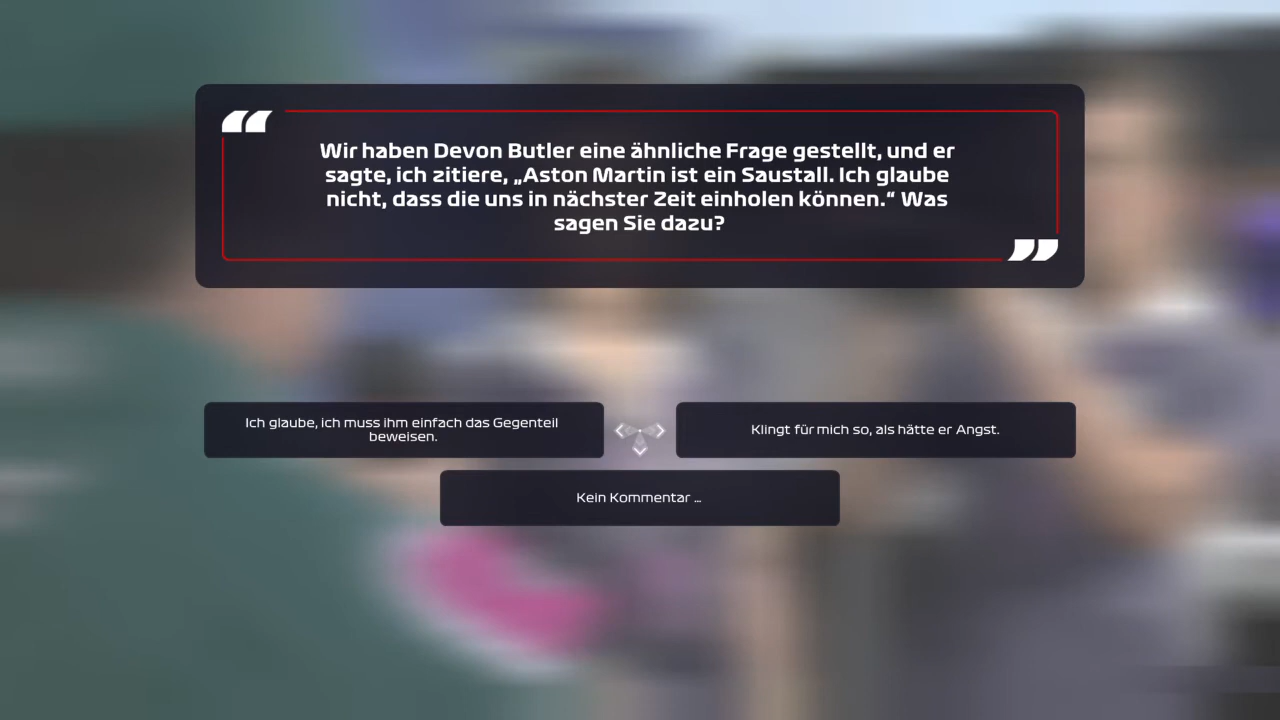 Wir haben Devon Butler eine ähnliche Frage gestellt, und er
sagte, ich zitiere, „Aston Martin ist ein Saustall. Ich glaube
nicht, dass die uns in nächster Zeit einholen können.“ Was
sagen Sie dazu?
Ich glaube, ich muss ihm einfach das Gegenteil
beweisen.
Klingt für mich so, als hätte er Angst.
Kein Kommentar ...